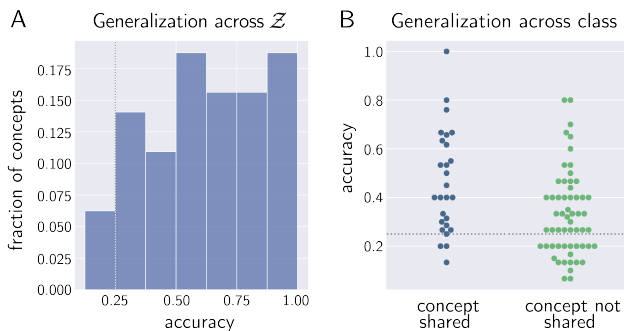 A
Generalization across 𝒵
fraction of concepts
0.175
0.150
0.125
0.100
0.075
0.050
0.025
0.000
0.25
0.50
0.75
1.00
accuracy
B
Generalization across class
accuracy
1.0
0.8
0.6
0.4
0.2
concept
shared
concept not
shared